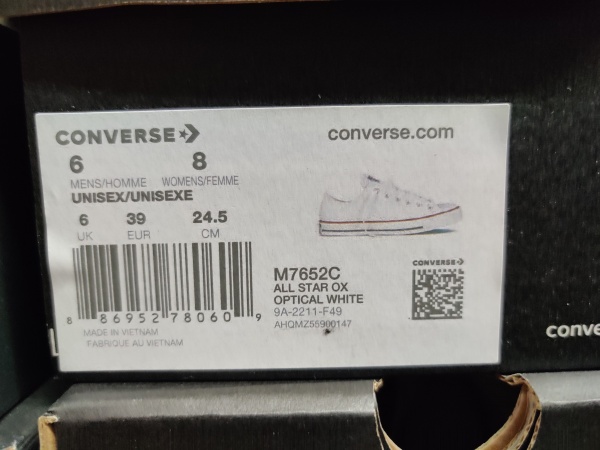 CONVERSE
converse.com
6 8
MENS/HOMME WOMENS/FEMME
UNISEX/UNISEXE
6 39 24.5
UK EUR CM
8 86952 78060 9
MADE IN VIETNAM
FABRIQUE AU VIETNAM
M7652C
ALL STAR OX
OPTICAL WHITE
9A-2211-F49
AHQMZ55900147
CONVERSE
conve